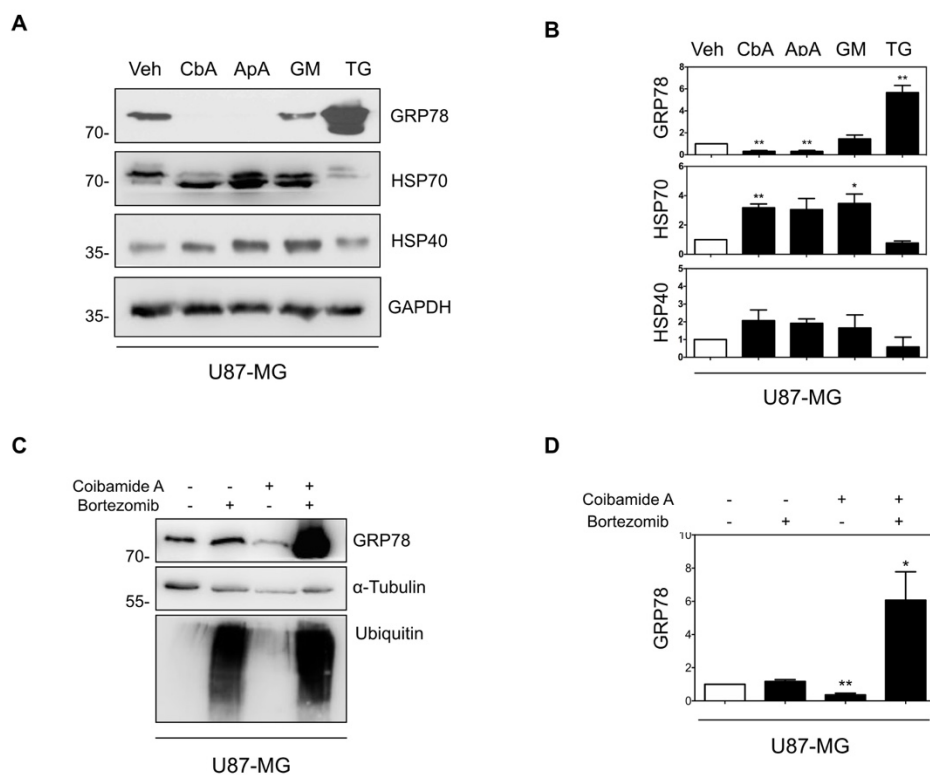 A
Veh CbA ApA GM TG
70-
GRP78
70-
HSP70
35-
HSP40
35-
GAPDH
U87-MG
B
Veh CbA ApA GM TG
GRP78
8
6
4
2
0
** ** **
HSP70
6
4
2
0
** *
HSP40
5
4
3
2
1
0
U87-MG
C
Coibamide A - - + +
Bortezomib - + - +
70-
GRP78
55-
α-Tubulin
Ubiquitin
U87-MG
D
Coibamide A - - + +
Bortezomib - + - +
GRP78
10
8
6
4
2
0
** *
U87-MG